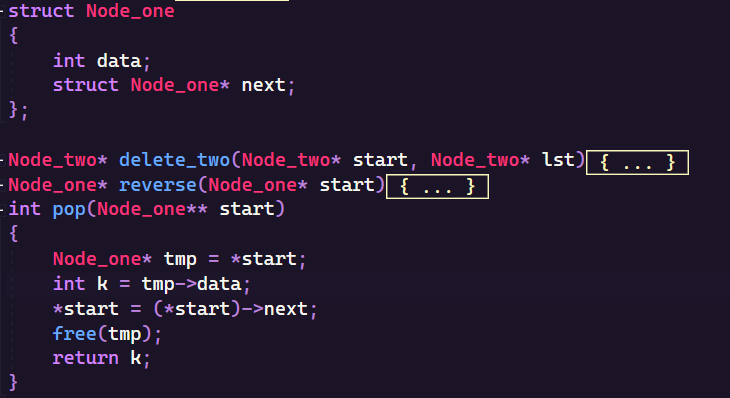 struct Node_one
{
    int data;
    struct Node_one* next;
};
Node_two* delete_two(Node_two* start, Node_two* lst){ ... }
Node_one* reverse(Node_one* start){ ... }
int pop(Node_one** start)
{
    Node_one* tmp = *start;
    int k = tmp->data;
    *start = (*start)->next;
    free(tmp);
    return k;
}